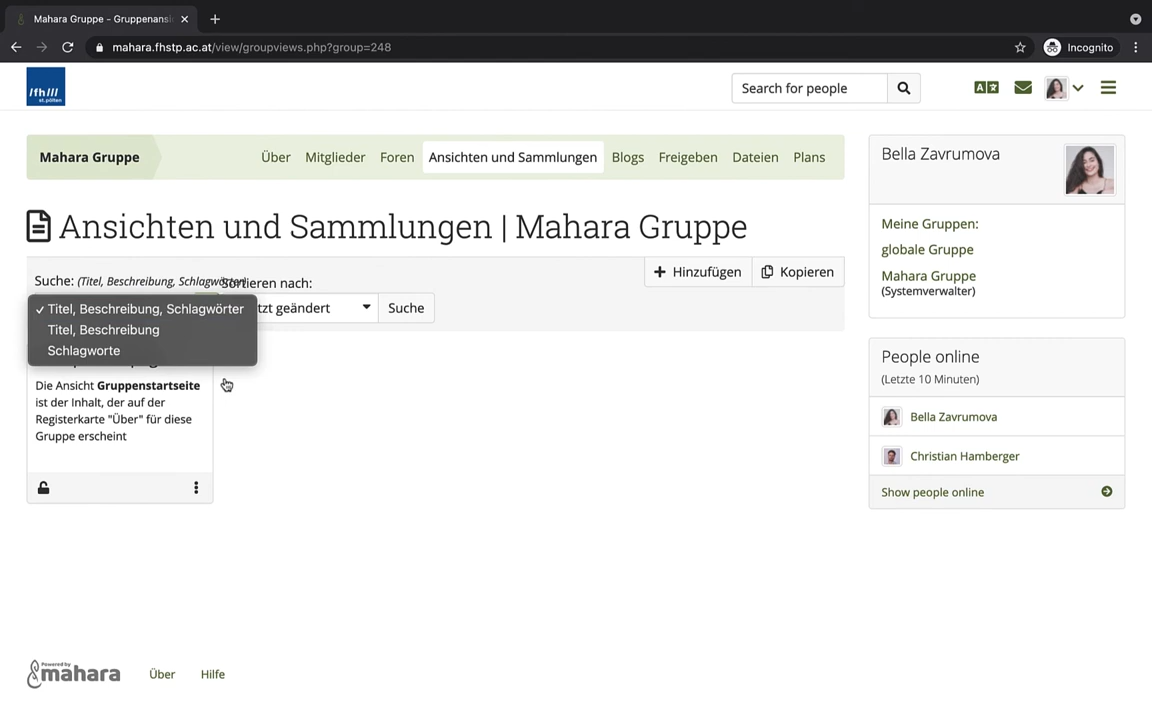 Mahara Gruppe - Gruppenansi
mahara.fhstp.ac.at/view/groupviews.php?group=248
Incognito
/fh///
st.pölten
Search for people
Mahara Gruppe
Über
Mitglieder
Foren
Ansichten und Sammlungen
Blogs
Freigeben
Dateien
Plans
Ansichten und Sammlungen | Mahara Gruppe
Hinzufügen
Kopieren
Suche: (Titel, Beschreibung, Schlagwörter)
Sortieren nach:
Titel, Beschreibung, Schlagwörter
Titel, Beschreibung
Schlagworte
tzt geändert
Suche
Die Ansicht Gruppenstartseite
ist der Inhalt, der auf der
Registerkarte "Über" für diese
Gruppe erscheint
Bella Zavrumova
Meine Gruppen:
globale Gruppe
Mahara Gruppe
(Systemverwalter)
People online
(Letzte 10 Minuten)
Bella Zavrumova
Christian Hamberger
Show people online
Powered by
mahara
Über
Hilfe